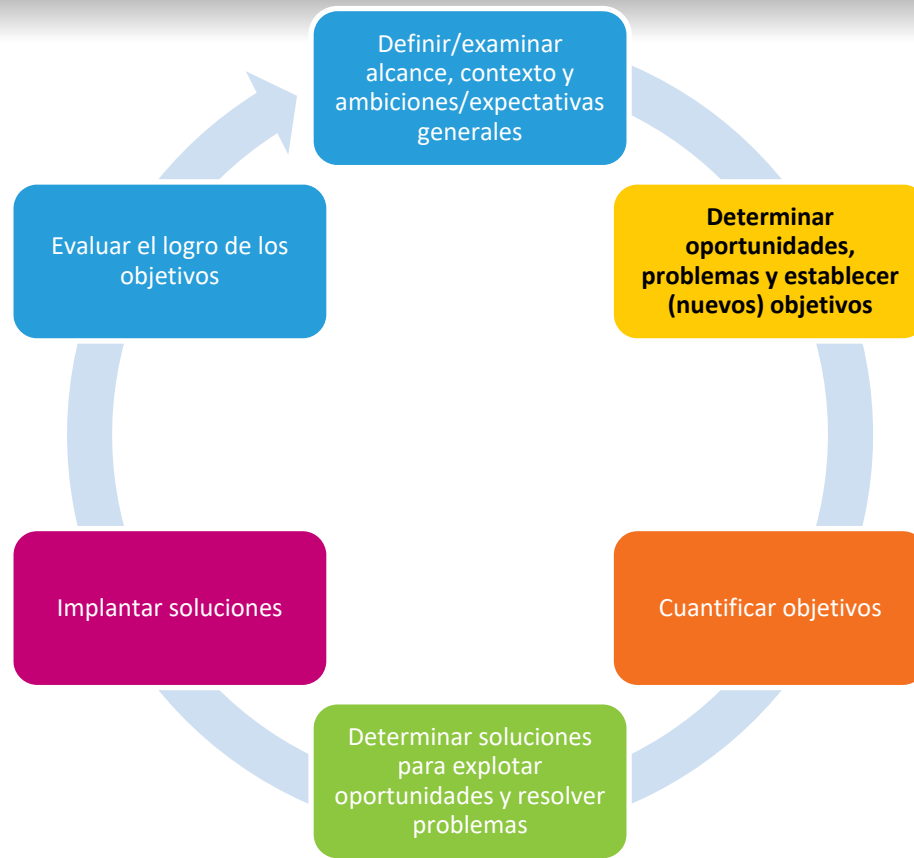 Definir/examinar
alcance, contexto y
ambiciones/expectativas
generales
Determinar
oportunidades,
problemas y establecer
(nuevos) objetivos
Cuantificar objetivos
Determinar soluciones
para explotar
oportunidades y resolver
problemas
Implantar soluciones
Evaluar el logro de los
objetivos